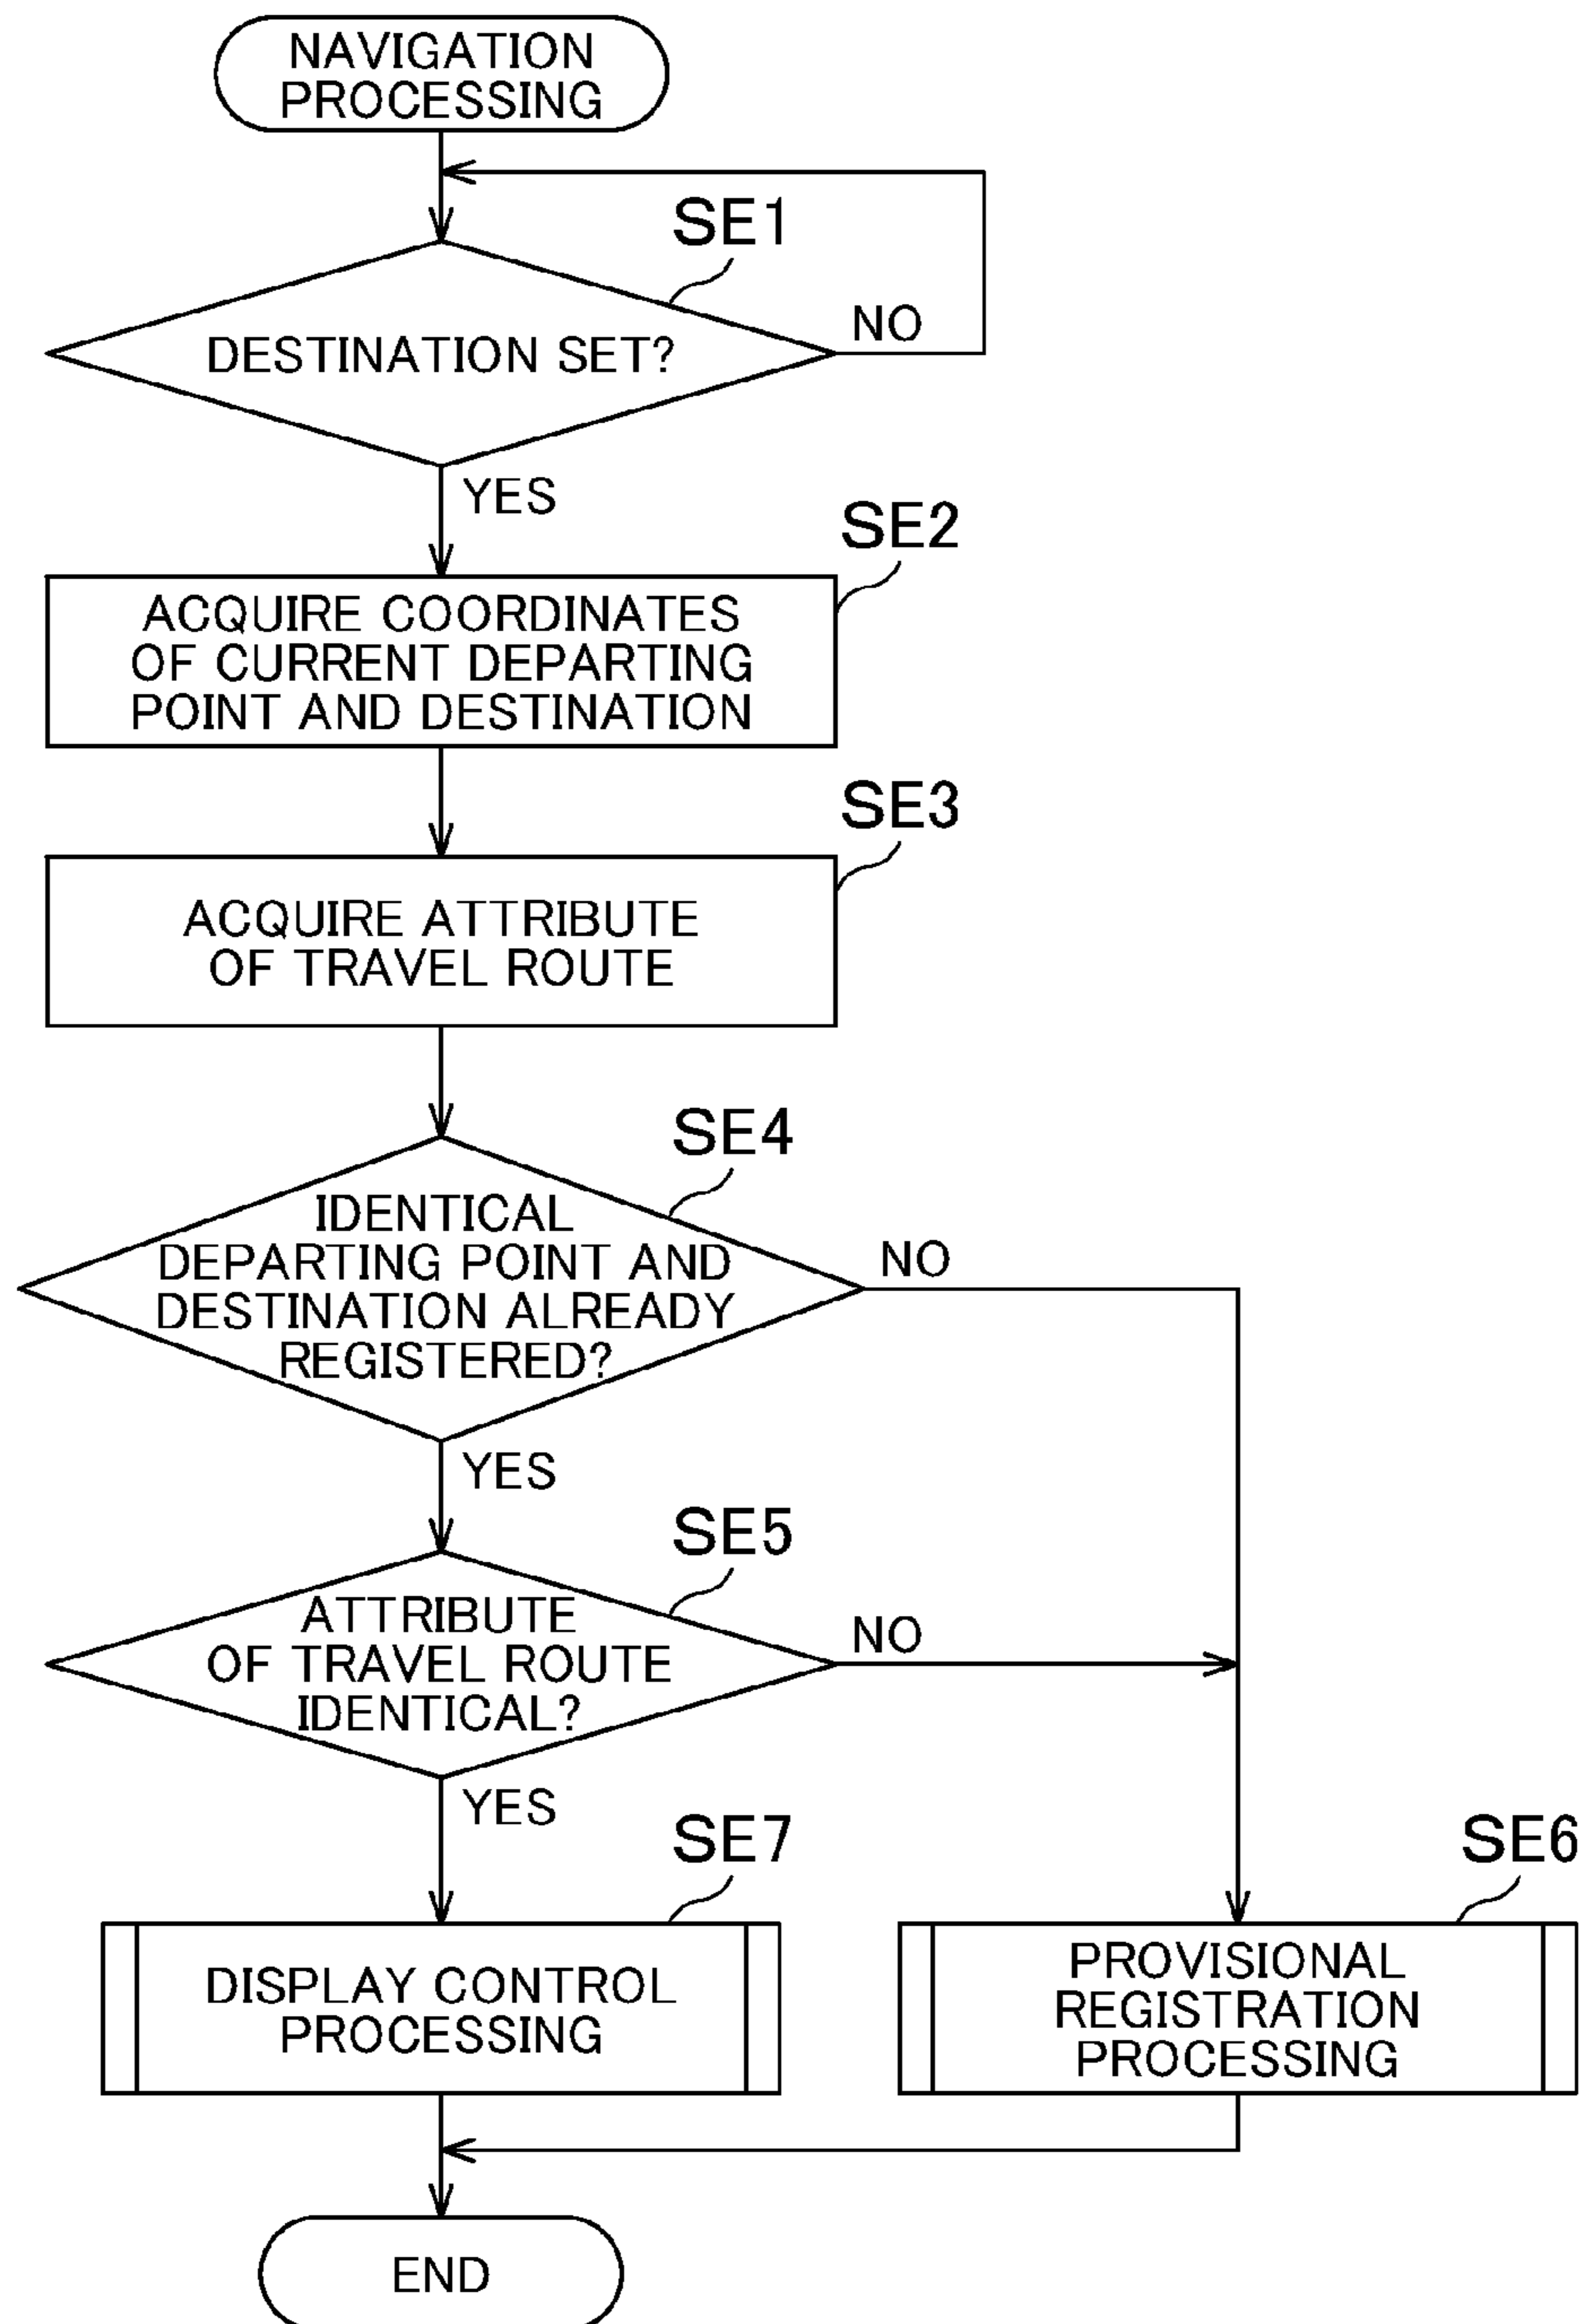 NAVIGATION
PROCESSING
SE1
DESTINATION SET?
NO
YES
SE2
ACQUIRE COORDINATES
OF CURRENT DEPARTING
POINT AND DESTINATION
SE3
ACQUIRE ATTRIBUTE
OF TRAVEL ROUTE
SE4
IDENTICAL
DEPARTING POINT AND
DESTINATION ALREADY
REGISTERED?
NO
YES
SE5
ATTRIBUTE
OF TRAVEL ROUTE
IDENTICAL?
NO
YES
SE7
DISPLAY CONTROL
PROCESSING
SE6
PROVISIONAL
REGISTRATION
PROCESSING
END